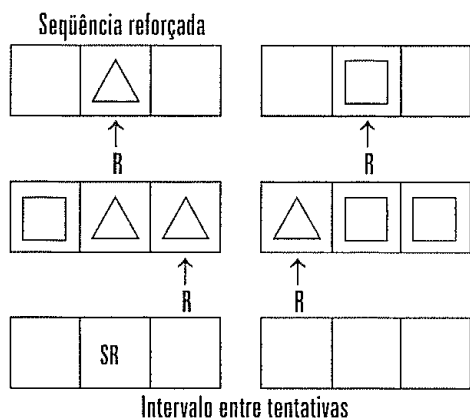 Seqüência reforçada
R
R
R
R
SR
Intervalo entre tentativas